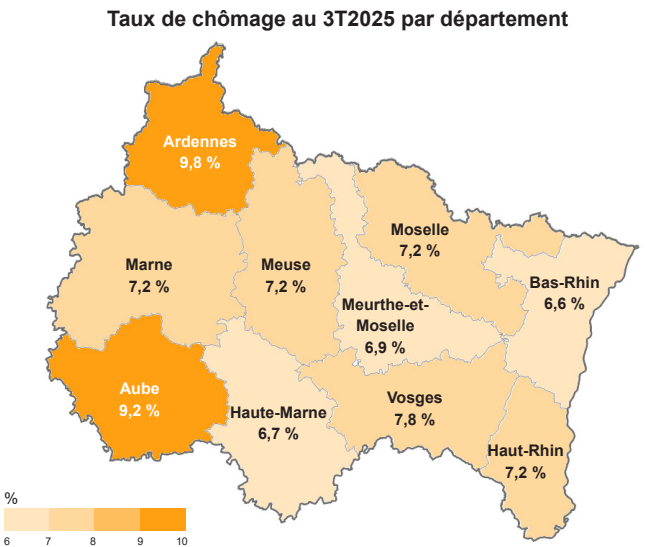 Taux de chômage au 3T2025 par département
Ardennes
9,8 %
Marne
7,2 %
Meuse
7,2 %
Moselle
7,2 %
Bas-Rhin
6,6 %
Meurthe-et-
Moselle
6,9 %
Aube
9,2 %
Haute-Marne
6,7 %
Vosges
7,8 %
Haut-Rhin
7,2 %
%
6 7 8 9 10